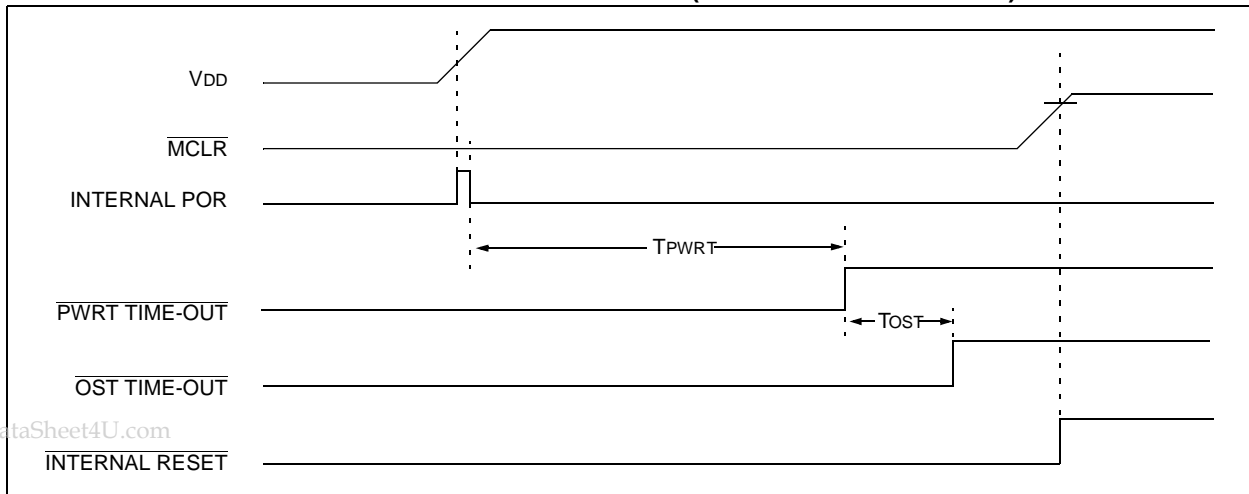 VDD
MCLR
INTERNAL POR
TPWRT
PWRT TIME-OUT
TOST
OST TIME-OUT
ataSheet4U.com
INTERNAL RESET